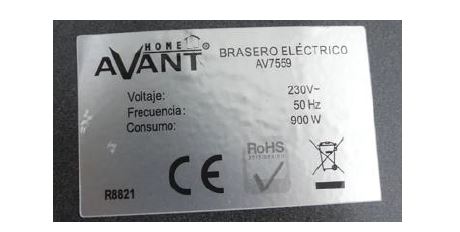 HOME
AVANT®
BRASERO ELÉCTRICO
AV7559
Voltaje: 230V~
Frecuencia: 50 Hz
Consumo: 900 W
CE
RoHS
R8821